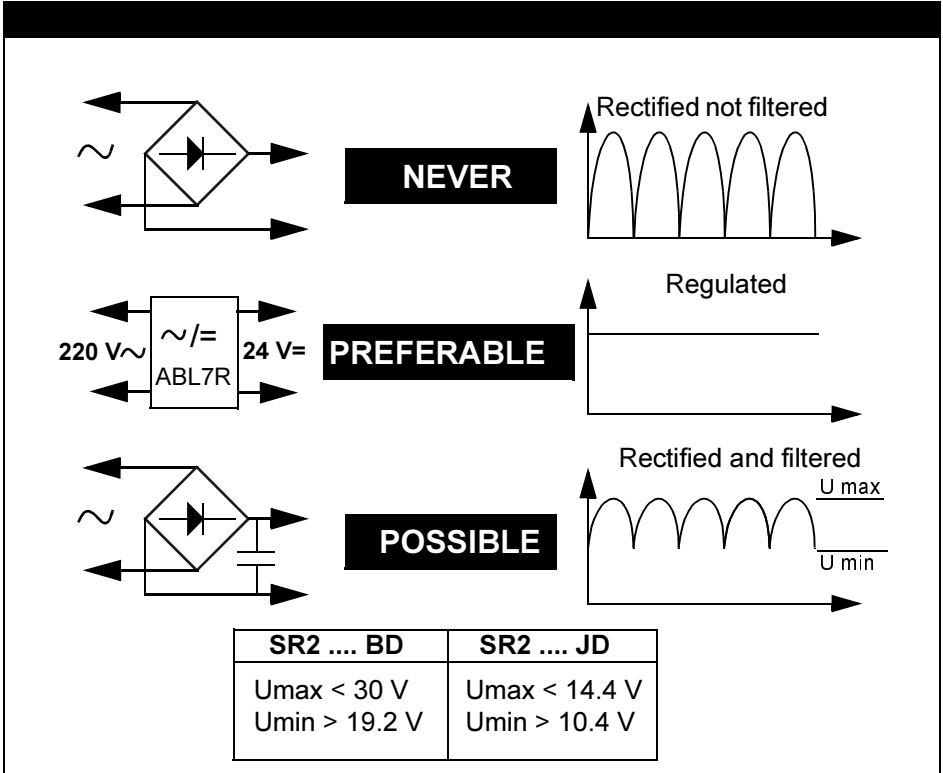 Rectified not filtered
NEVER
Regulated
220 V~
~/=
ABL7R
24 V=
PREFERABLE
Rectified and filtered
U max
POSSIBLE
U min
SR2 .... BD
SR2 .... JD
Umax < 30 V
Umax < 14.4 V
Umin > 19.2 V
Umin > 10.4 V